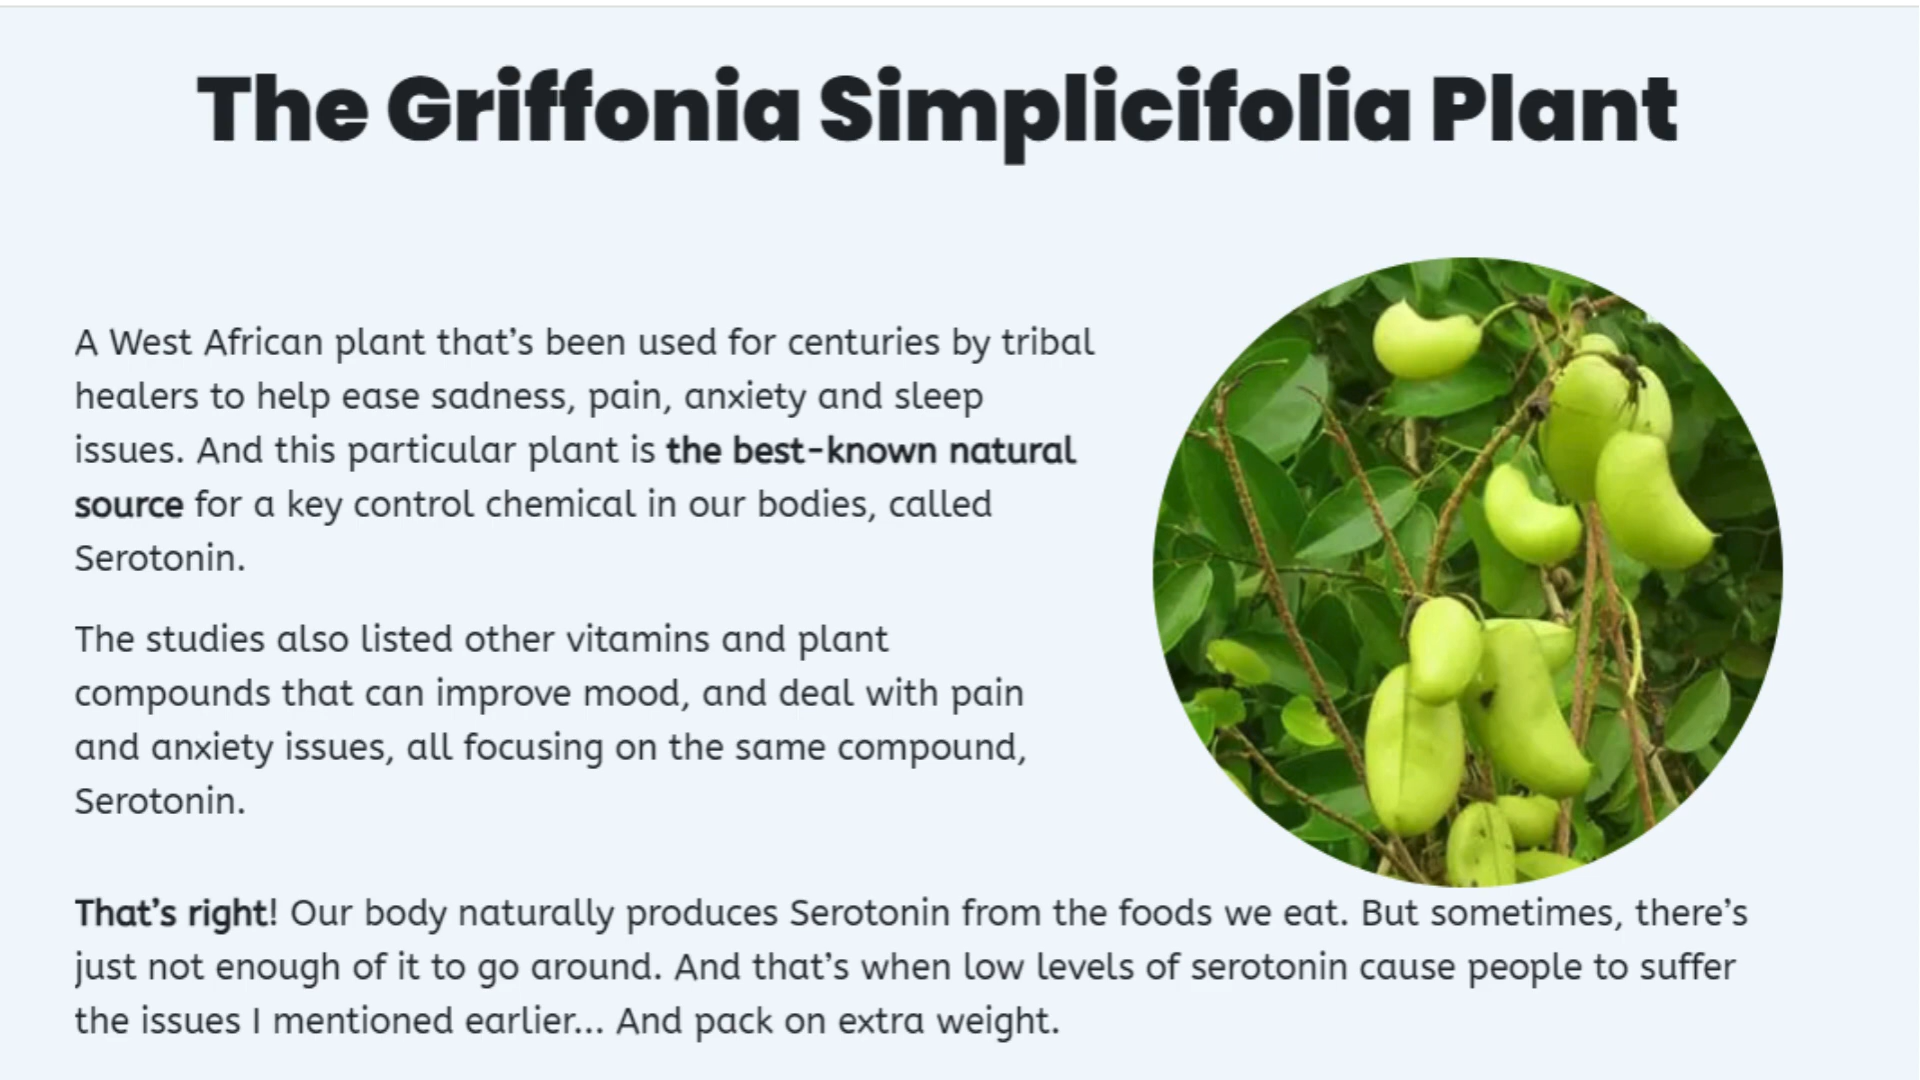 The Griffonia Simplicifolia Plant
A West African plant that’s been used for centuries by tribal
healers to help ease sadness, pain, anxiety and sleep
issues. And this particular plant is the best-known natural
source for a key control chemical in our bodies, called
Serotonin.
The studies also listed other vitamins and plant
compounds that can improve mood, and deal with pain
and anxiety issues, all focusing on the same compound,
Serotonin.
That’s right! Our body naturally produces Serotonin from the foods we eat. But sometimes, there’s
just not enough of it to go around. And that’s when low levels of serotonin cause people to suffer
the issues I mentioned earlier... And pack on extra weight.